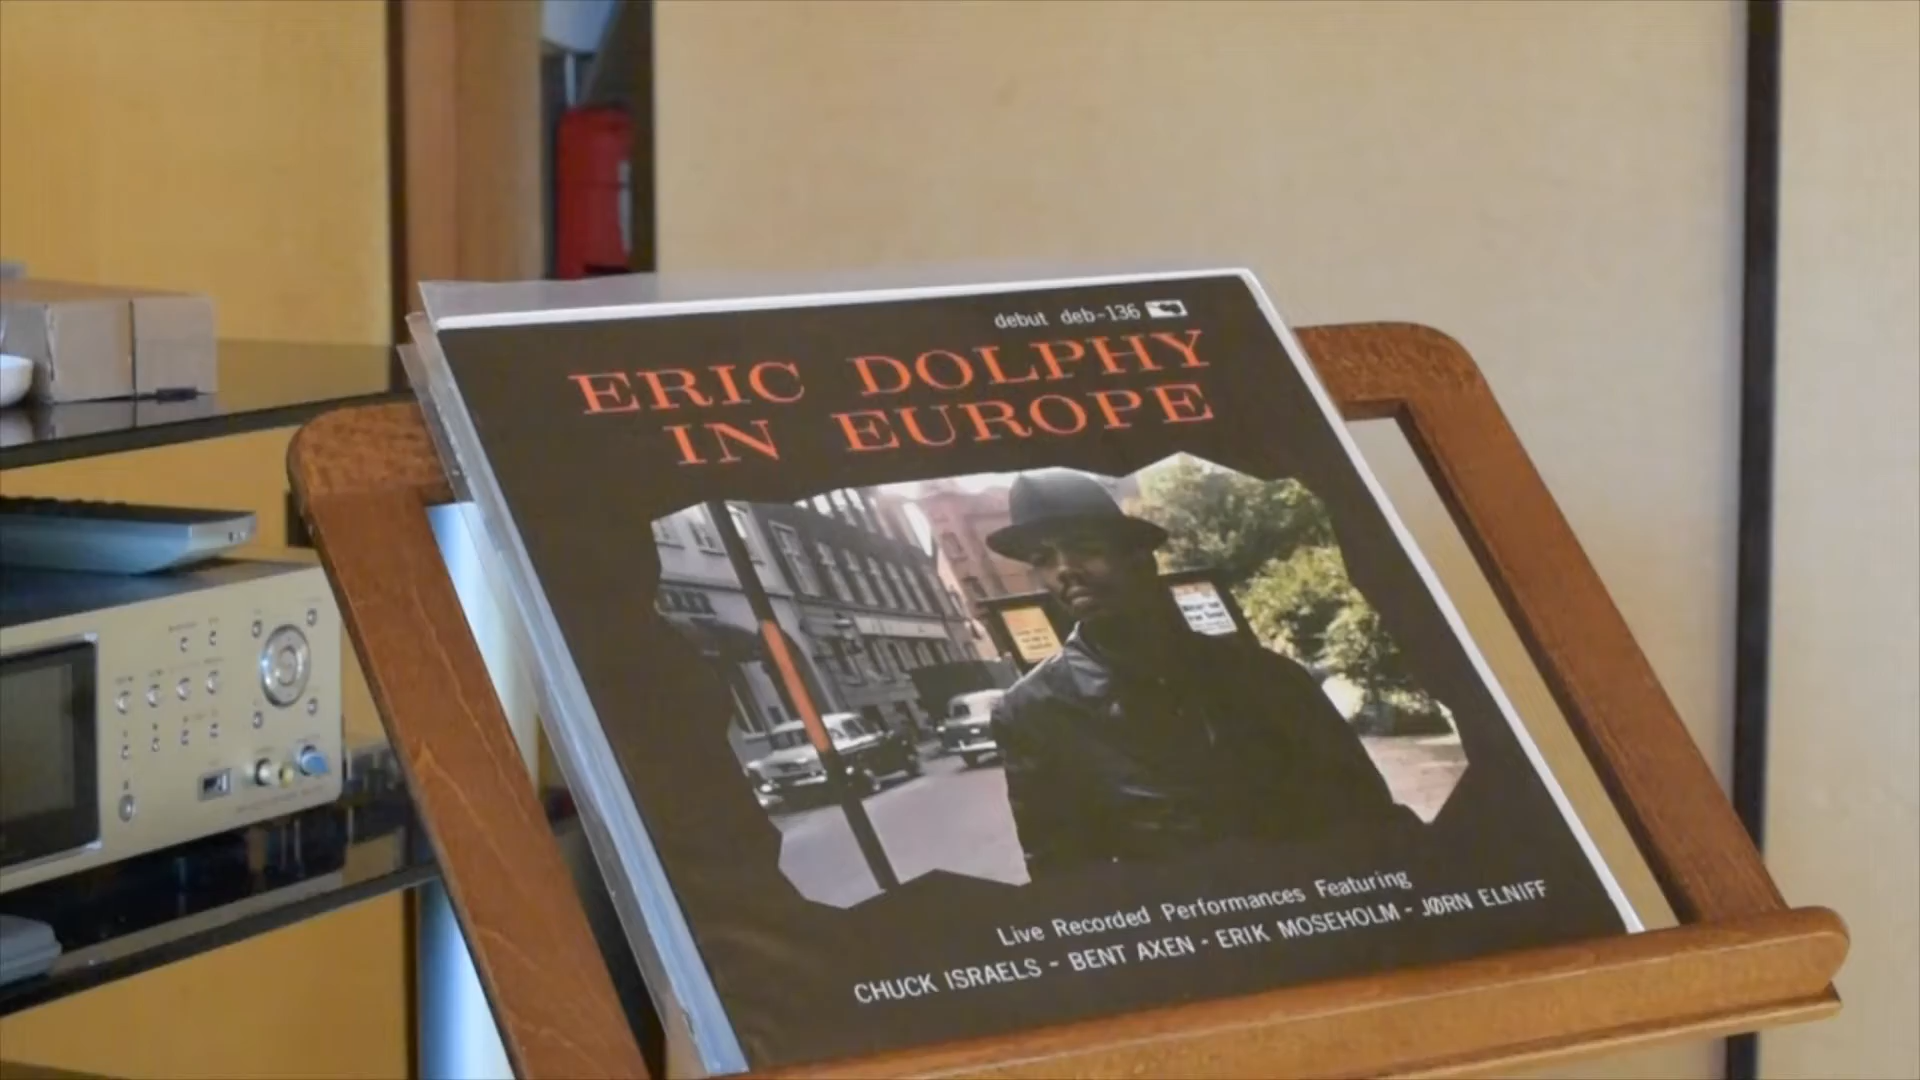 debut deb-136
ERIC DOLPHY
IN EUROPE
Live Recorded Performances Featuring
CHUCK ISRAELS - BENT AXEN - ERIK MOSEHOLM - JØRN ELNIFF